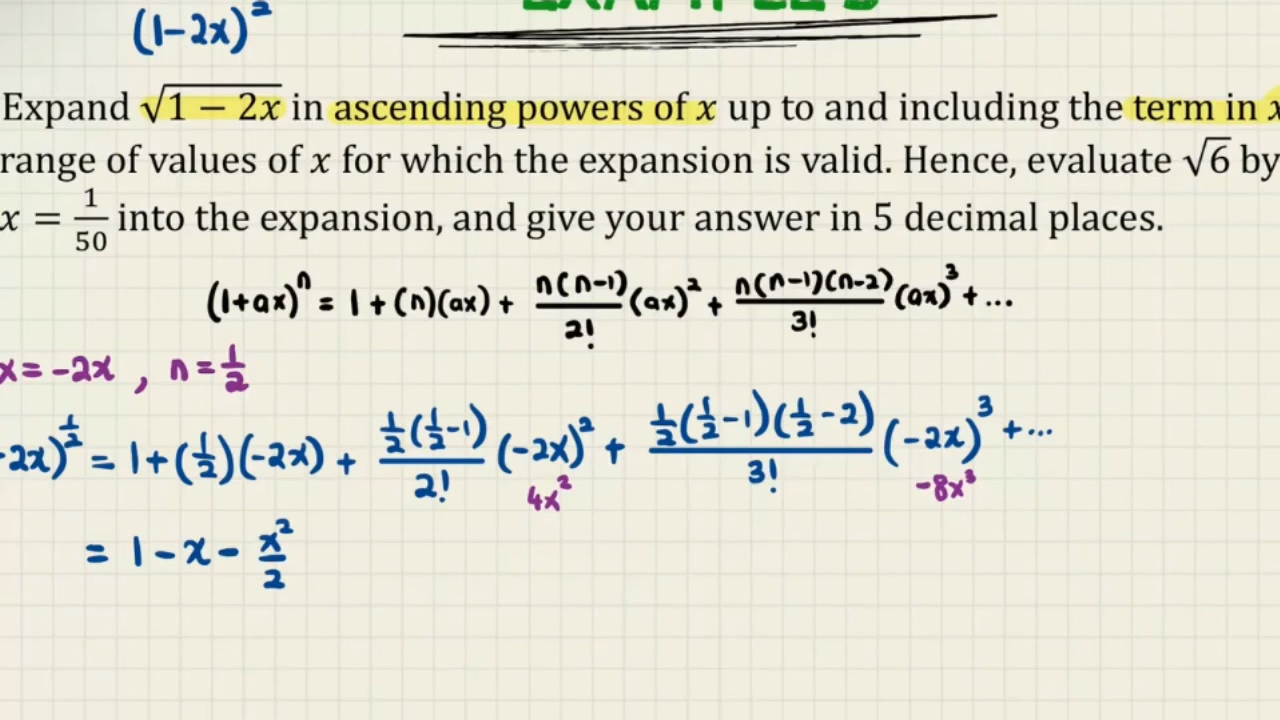 (1-2x)²
Expand √(1 − 2x) in ascending powers of x up to and including the term in
range of values of x for which the expansion is valid. Hence, evaluate √6 by
x = 1/50 into the expansion, and give your answer in 5 decimal places.
(1+ax)ⁿ = 1 + (n)(ax) + n(n-1)/2! (ax)² + n(n-1)(n-2)/3! (ax)³ + ...
x = -2x , n = 1/2
-2x)^(1/2) = 1 + (1/2)(-2x) + 1/2(1/2-1)/2! (-2x)² + 1/2(1/2-1)(1/2-2)/3! (-2x)³ + ...
4x² -8x³
= 1 - x - x²/2